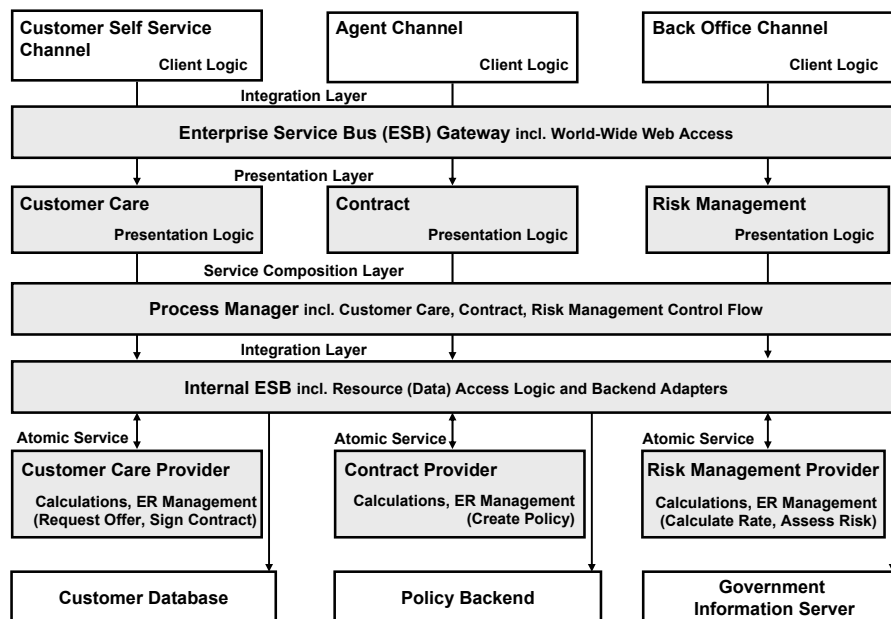 Customer Self Service
Channel
Client Logic
Agent Channel
Client Logic
Back Office Channel
Client Logic
Integration Layer
Enterprise Service Bus (ESB) Gateway incl. World-Wide Web Access
Presentation Layer
Customer Care
Presentation Logic
Contract
Presentation Logic
Risk Management
Presentation Logic
Service Composition Layer
Process Manager incl. Customer Care, Contract, Risk Management Control Flow
Integration Layer
Internal ESB incl. Resource (Data) Access Logic and Backend Adapters
Atomic Service
Atomic Service
Atomic Service
Customer Care Provider
Calculations, ER Management
(Request Offer, Sign Contract)
Contract Provider
Calculations, ER Management
(Create Policy)
Risk Management Provider
Calculations, ER Management
(Calculate Rate, Assess Risk)
Customer Database
Policy Backend
Government
Information Server